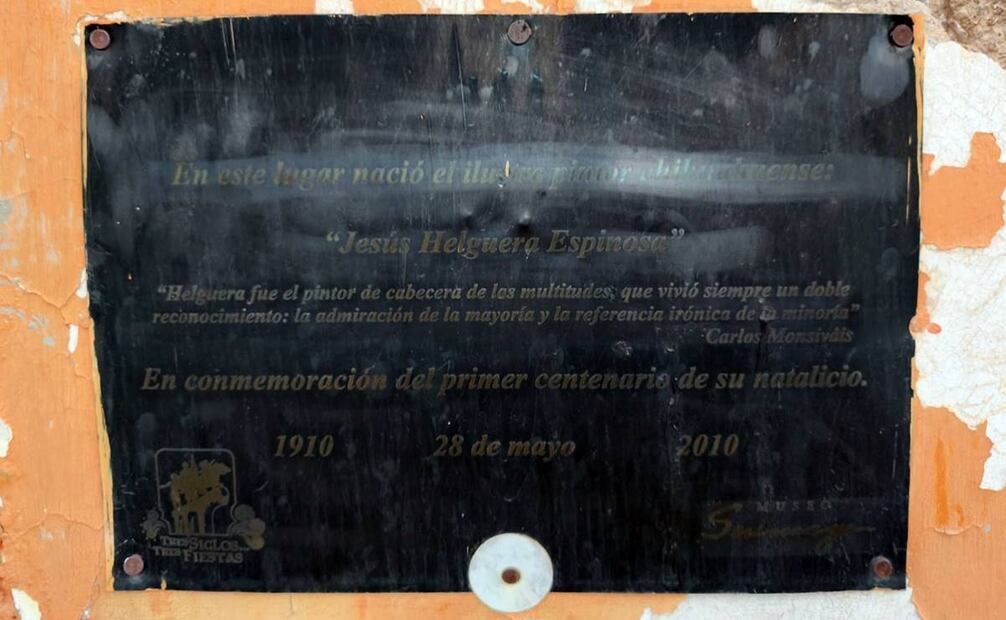 En este lugar nació el ilustre pintor chihuahuense:
“Jesús Helguera Espinosa”
“Helguera fue el pintor de cabecera de las multitudes, que vivió siempre un doble
reconocimiento: la admiración de la mayoría y la referencia irónica de la minoría”
Carlos Monsiváis
En conmemoración del primer centenario de su natalicio.
1910 28 de mayo 2010
TRES SIGLOS
TRES FIESTAS
MUSEO